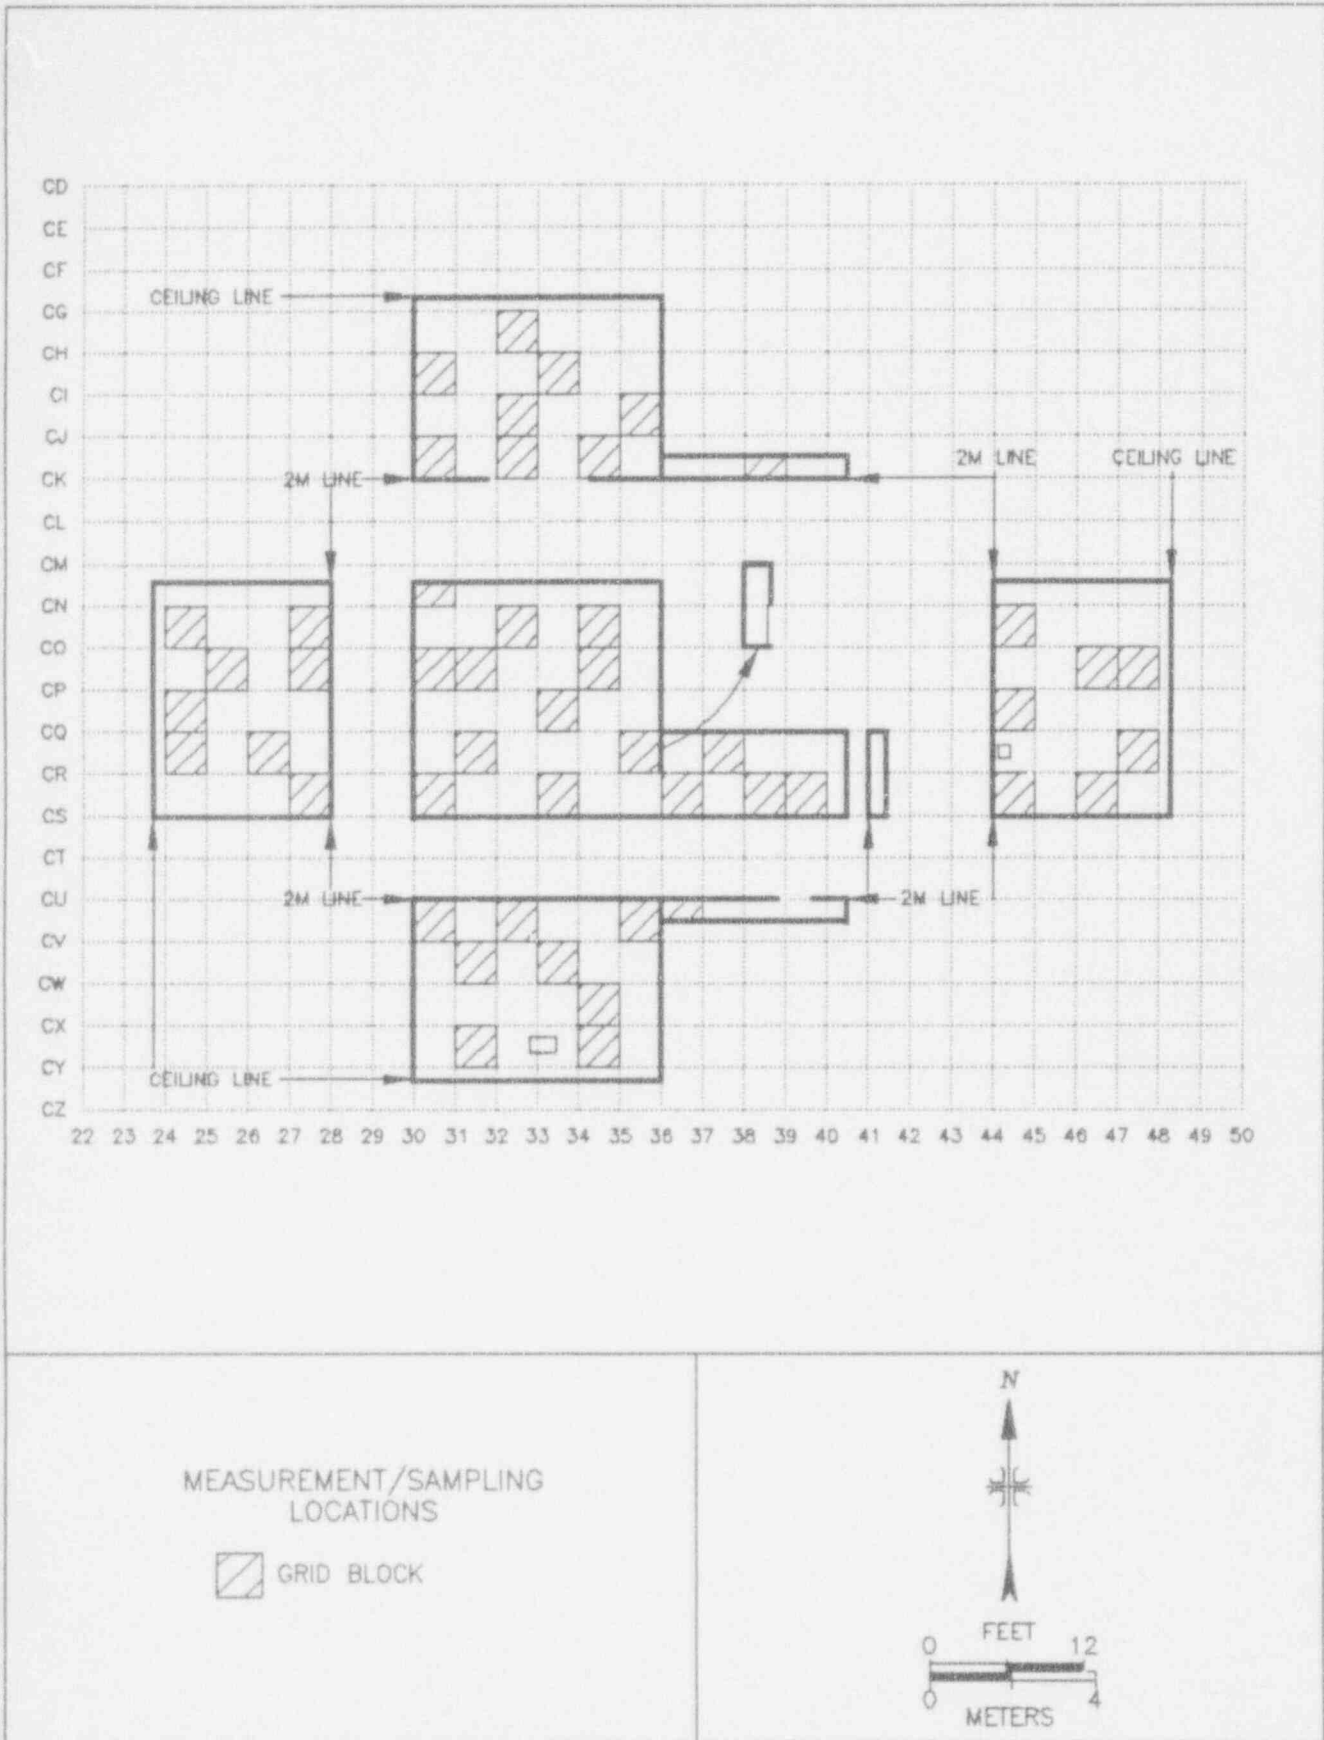 CD
CE
CF
CEILING LINE
CG
CH
CI
CJ
2M LINE CEILING LINE
CK 2M LINE
CL
CM
CN
CO
CP
CQ
CR
CS
CT
CU 2M LINE 2M LINE
CV
CW
CX
CY CEILING LINE
CZ
22 23 24 25 26 27 28 29 30 31 32 33 34 35 36 37 38 39 40 41 42 43 44 45 46 47 48 49 50
MEASUREMENT/SAMPLING
LOCATIONS
GRID BLOCK
N
FEET
0 12
0 4
METERS